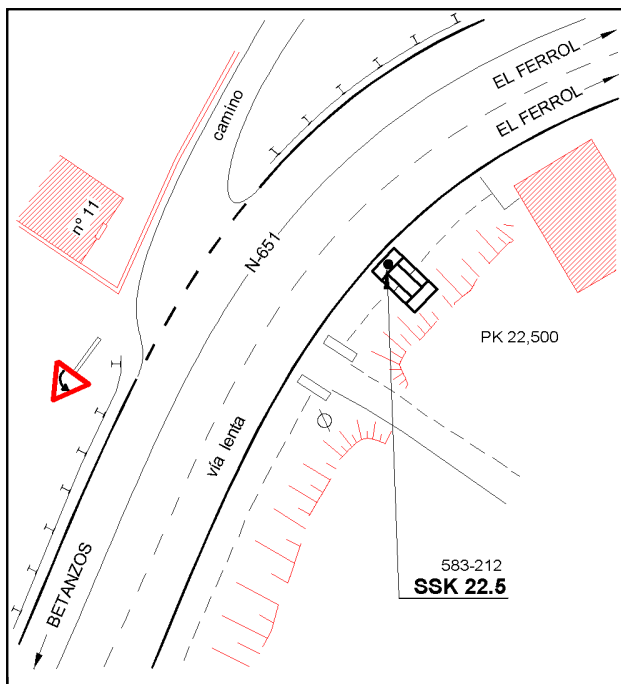 EL FERROL
EL FERROL
camino
nº 11
N-651
PK 22,500
vía lenta
BETANZOS
583-212
SSK 22.5